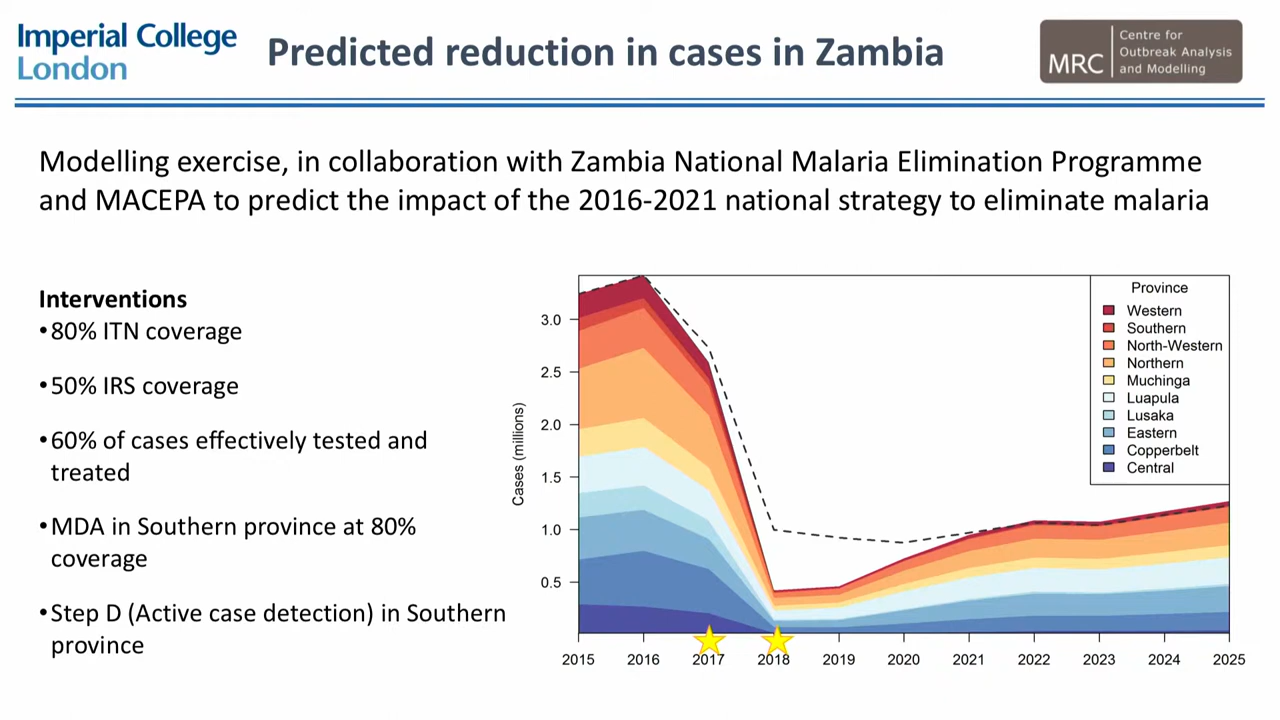 Imperial College
London
Predicted reduction in cases in Zambia
MRC
Centre for
Outbreak Analysis
and Modelling
Modelling exercise, in collaboration with Zambia National Malaria Elimination Programme
and MACEPA to predict the impact of the 2016-2021 national strategy to eliminate malaria
Interventions
•80% ITN coverage
•50% IRS coverage
•60% of cases effectively tested and
treated
•MDA in Southern province at 80%
coverage
•Step D (Active case detection) in Southern
province
Cases (millions)
3.0
2.5
2.0
1.5
1.0
0.5
Province
Western
Southern
North-Western
Northern
Muchinga
Luapula
Lusaka
Eastern
Copperbelt
Central
2015 2016 2017 2018 2019 2020 2021 2022 2023 2024 2025